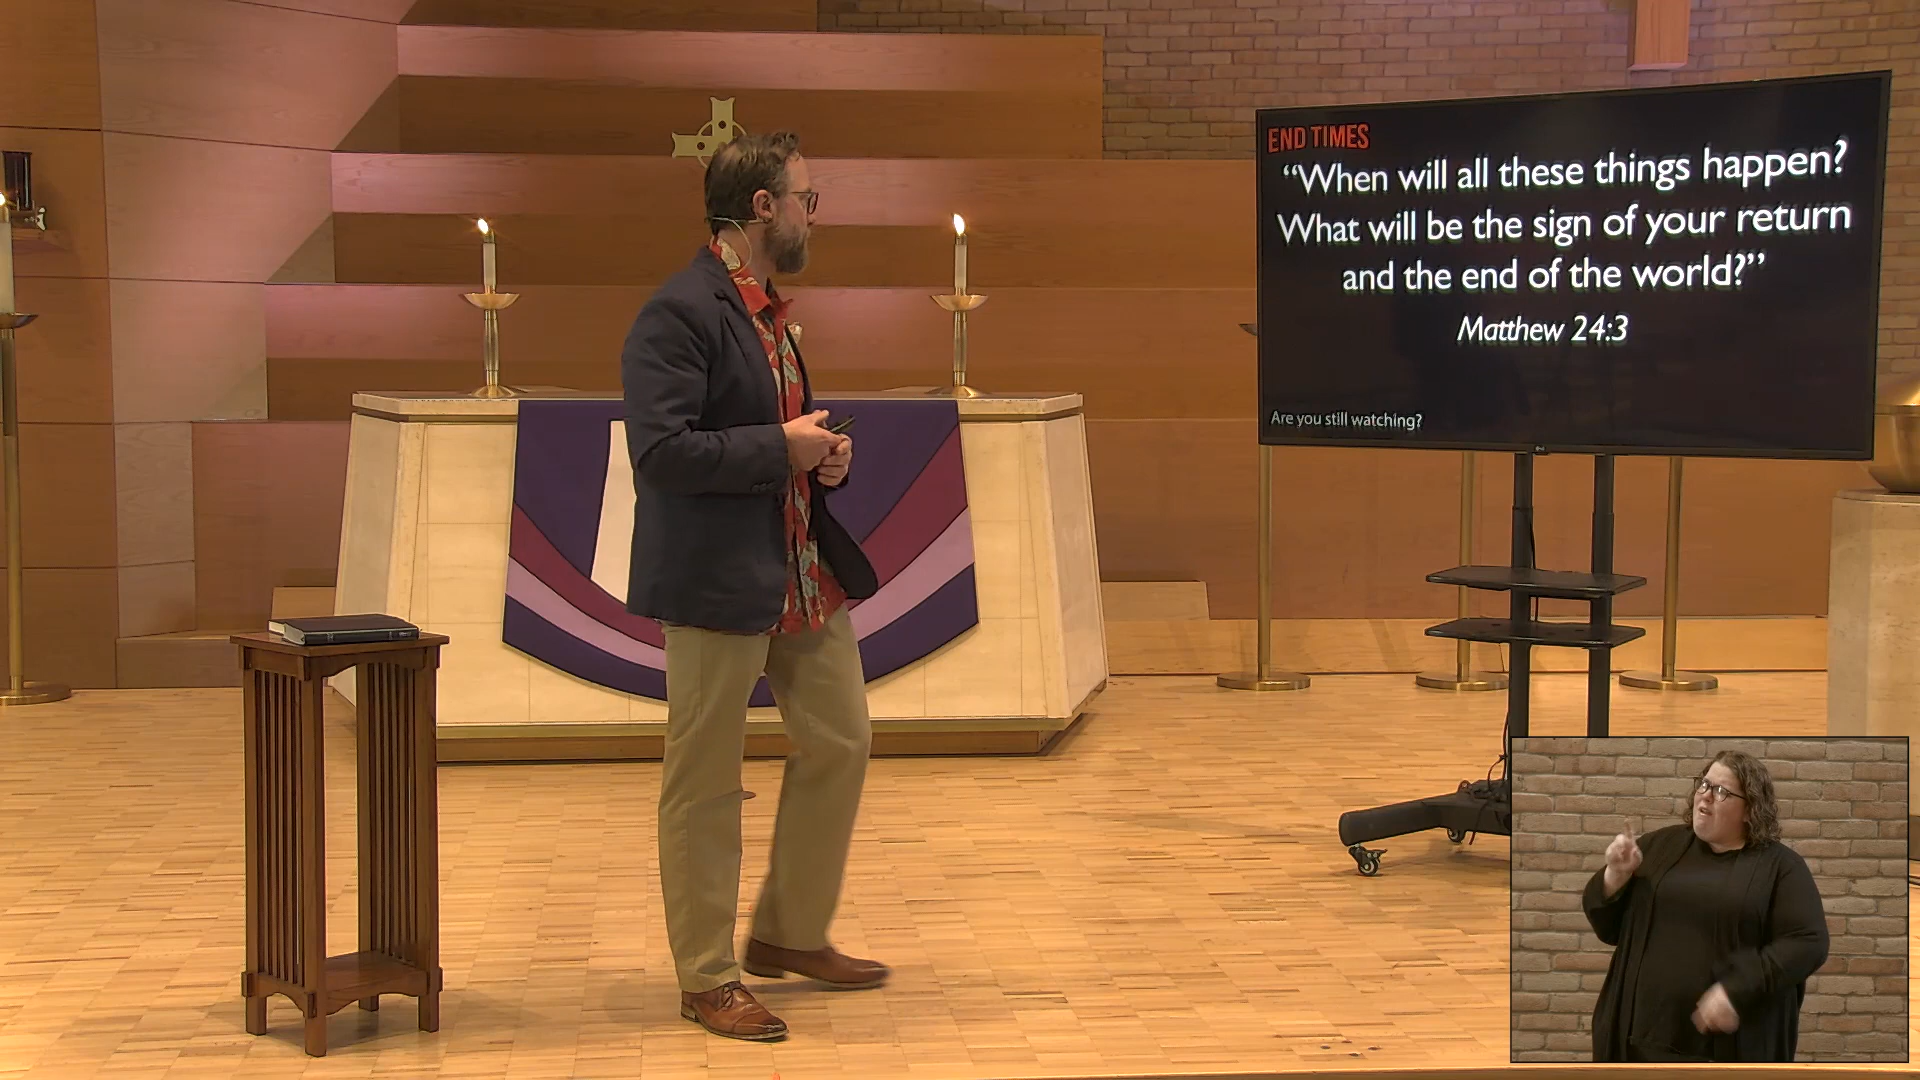 END TIMES
“When will all these things happen?
What will be the sign of your return
and the end of the world?”
Matthew 24:3
Are you still watching?